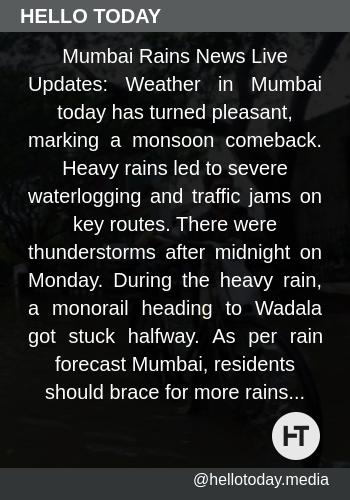 HELLO TODAY
Mumbai Rains News Live
Updates: Weather in Mumbai
today has turned pleasant,
marking a monsoon comeback.
Heavy rains led to severe
waterlogging and traffic jams on
key routes. There were
thunderstorms after midnight on
Monday. During the heavy rain,
a monorail heading to Wadala
got stuck halfway. As per rain
forecast Mumbai, residents
should brace for more rains...
HT
@hellotoday.media